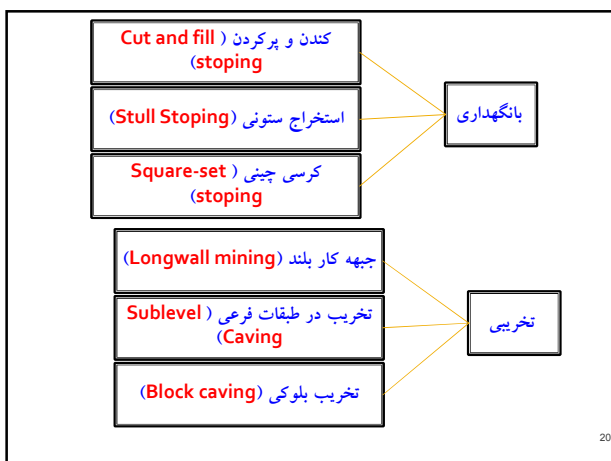 کندن و پرکردن (Cut and fill
stoping)
استخراج ستونی (Stull Stoping)
کرسی چینی (Square-set
stoping)
بانگهداری
جبهه کار بلند (Longwall mining)
تخریب در طبقات فرعی (Sublevel
Caving)
تخریب بلوکی (Block caving)
تخریبی
20